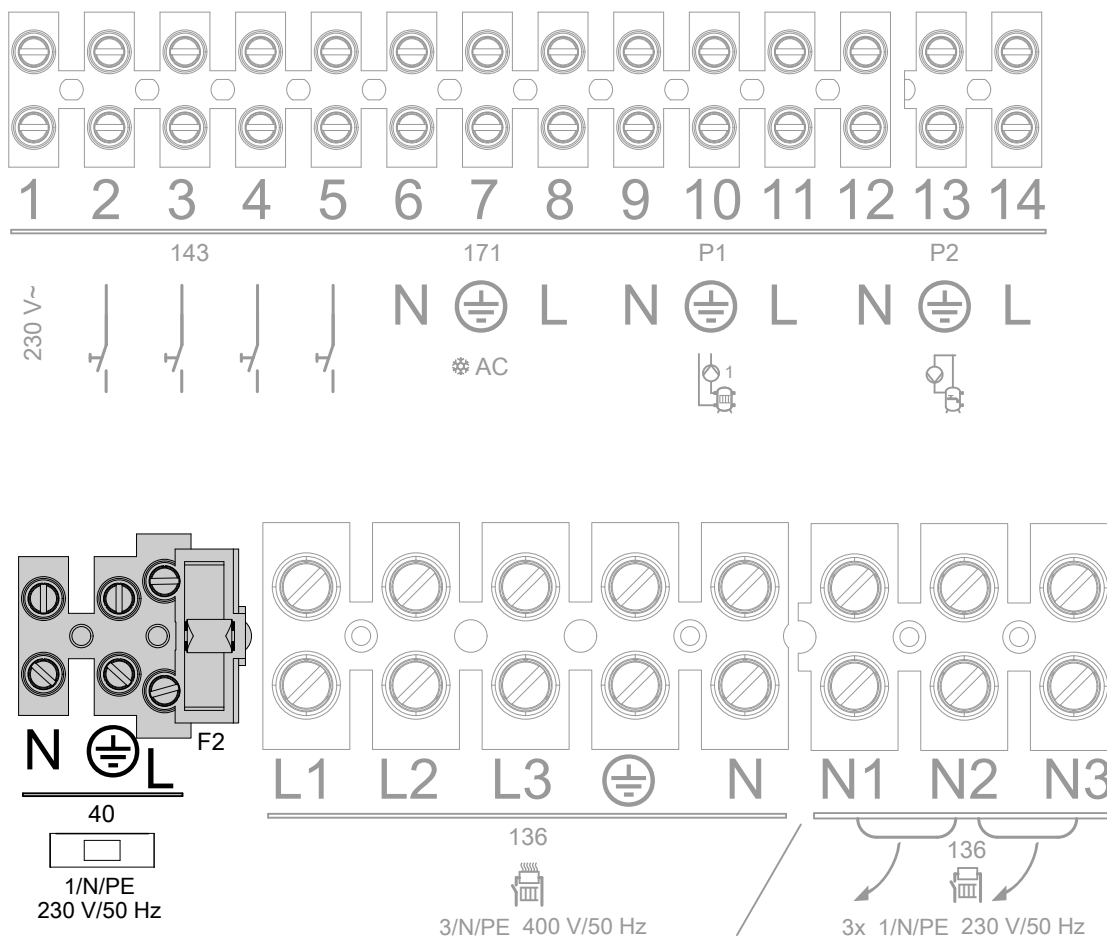 1 2 3 4 5 6 7 8 9 10 11 12 13 14
143 171 P1 P2
230 V~
N L N L N L
AC
1
F2
N L
L1 L2 L3 N N1 N2 N3
40
136
136
1/N/PE
230 V/50 Hz
3/N/PE 400 V/50 Hz
3x 1/N/PE 230 V/50 Hz